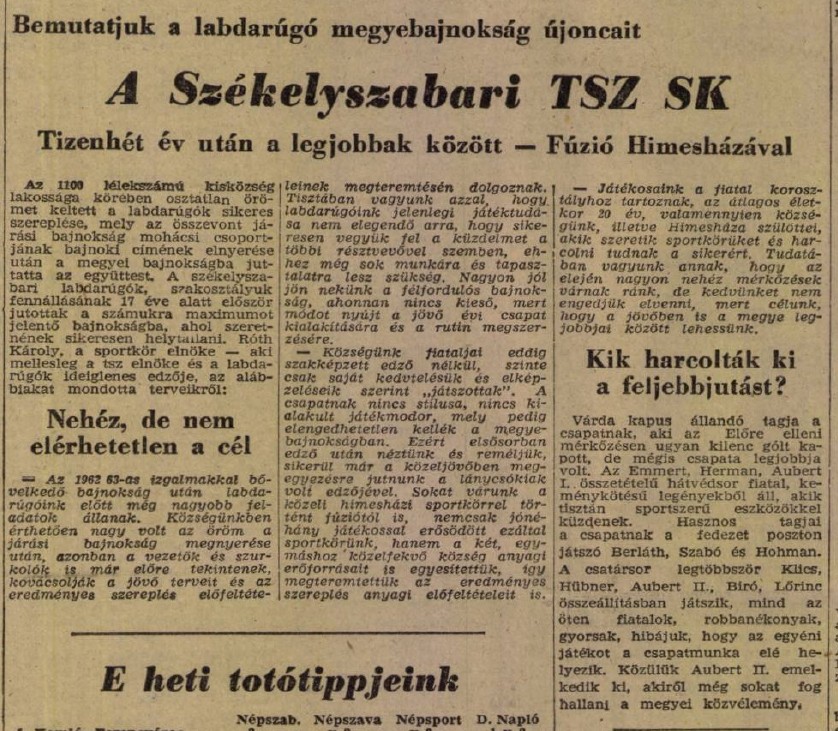 Bemutatjuk a labdarúgó megyebajnokság újoncait
A Székelyszabari TSZ SK
Tizenhét év után a legjobbak között — Fúzió Himesházával
Az 1100 lélekszámú kisközség
lakossága körében osztatlan örö-
met keltett a labdarúgók sikeres
szereplése, mely az összevont já-
rási bajnokság mohácsi csoport-
jának bajnoki címének elnyerése
után a megyei bajnokságba jut-
tatta az együttest. A székelysza-
bari labdarúgók, szakosztályuk
fennállásának 17 éve alatt először
jutottak a számukra maximumot
jelentő bajnokságba, ahol szeret-
nének sikeresen helytállani. Róth
Károly, a sportkör elnöke — aki
mellesleg a tsz elnöke és a labda-
rúgók ideiglenes edzője, az aláb-
biakat mondotta terveikről:
Nehéz, de nem
elérhetetlen a cél
— Az 1962 63-as izgalmakkal bő-
velkedő bajnokság után labda-
rúgóink előtt még nagyobb fel-
adatok állanak. Községünkben
érthetően nagy volt az öröm a
járási bajnokság megnyerése
után, azonban a vezetők és szur-
kolók is már előre tekintenek,
kovácsolják a jövő terveit és az
eredményes szereplés előfeltéte-
leinek megteremtésén dolgoznak.
Tisztában vagyunk azzal, hogy
labdarúgóink jelenlegi játéktudá-
sa nem elegendő arra, hogy sike-
resen vegyük fel a küzdelmet a
többi résztvevővel szemben, eh-
hez még sok munkára és tapasz-
talatra lesz szükség. Nagyon jól
jön nekünk a félfordulós bajnok-
ság, ahonnan nincs kieső, mert
módot nyújt a jövő évi csapat
kialakítására és a rutin megszer-
zésére.
— Községünk fiataljai eddig
szakképzett edző nélkül, szinte
csak saját kedvtelésük és elkép-
zeléseik szerint „játszottak". A
csapatnak nincs stílusa, nincs ki-
alakult játékmodor, mely pedig
elengedhetetlen kellék a megye-
bajnokságban. Ezért elsősorban
edző után néztünk és reméljük,
sikerül már a közeljövőben meg-
egyezésre jutnunk a lánycsókiak
volt edzőjével. Sokat várunk a
közeli himesházi sportkörrel tör-
tént fúziótól is, nemcsak jóné-
hány játékossal erősödött ezáltal
sportkörünk, hanem a két, egy-
máshoz közelfekvő község anyagi
erőforrásait is egyesítettük, így
megteremtettük az eredményes
szereplés anyagi előfeltételeit is.
— Játékosaink a fiatal korosz-
tályhoz tartoznak, az átlagos élet-
kor 20 év, valamennyien közsé-
günk, illetve Himesháza szülöttei,
akik szeretik sportkörüket és har-
colni tudnak a sikerért. Tudatá-
ban vagyunk annak, hogy az
elején nagyon nehéz mérkőzések
várnak ránk, de kedvünket nem
engedjük elvenni, mert célunk,
hogy a jövőben is a megye leg-
jobbjai között lehessünk.
Kik harcolták ki
a feljebbjutást?
Várda kapus állandó tagja a
csapatnak, aki az Előre elleni
mérkőzésen ugyan kilenc gólt ka-
pott, de mégis csapata legjobbja
volt. Az Emmert, Herman, Aubert
I. összetételű hátvédsor fiatal, ke-
ménykötésű legényekből áll, akik
tisztán sportszerű eszközökkel
küzdenek. Hasznos tagjai
a csapatnak a fedezet poszton
játszó Berláth, Szabó és Hohman.
A csatársor legtöbbször Klics,
Hübner, Aubert II., Bíró, Lőrinc
összeállításban játszik, mind az
öten fiatalok, robbanékonyak,
gyorsak, hibájuk, hogy az egyéni
játékot a csapatmunka elé he-
lyezik. Közülük Aubert II. emel-
kedik ki, akiről még sokat fog
hallani a megyei közvélemény.
E heti totótippjeink
Népszab. Népszava Népsport D. Napló